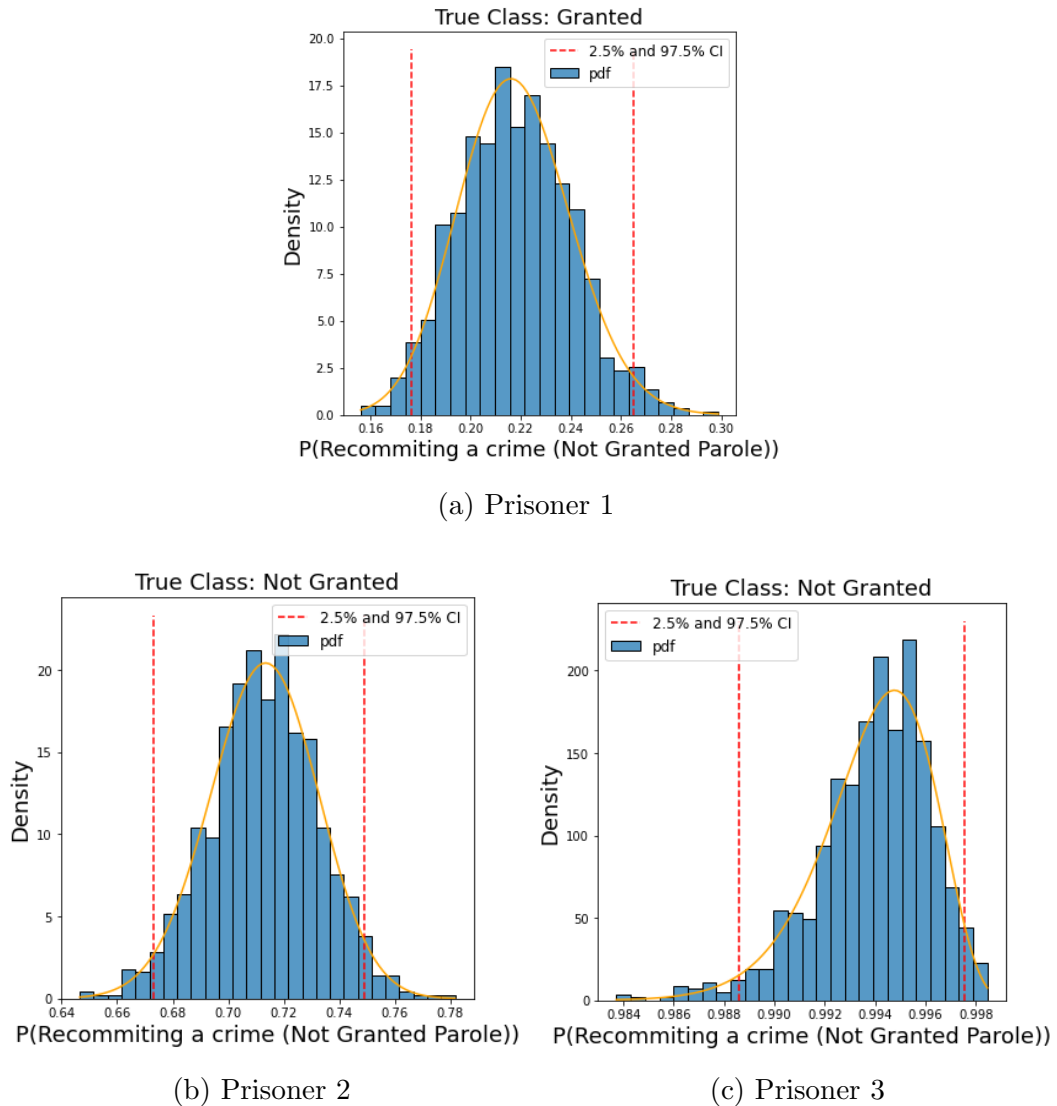 True Class: Granted
20.0
17.5
15.0
12.5
10.0
7.5
5.0
2.5
0.0
Density
2.5% and 97.5% CI
pdf
0.16 0.18 0.20 0.22 0.24 0.26 0.28 0.30
P(Recommiting a crime (Not Granted Parole))
(a) Prisoner 1
True Class: Not Granted
20
15
10
5
0
Density
2.5% and 97.5% CI
pdf
0.64 0.66 0.68 0.70 0.72 0.74 0.76 0.78
P(Recommiting a crime (Not Granted Parole))
(b) Prisoner 2
True Class: Not Granted
200
150
100
50
0
Density
2.5% and 97.5% CI
pdf
0.984 0.986 0.988 0.990 0.992 0.994 0.996 0.998
P(Recommiting a crime (Not Granted Parole))
(c) Prisoner 3